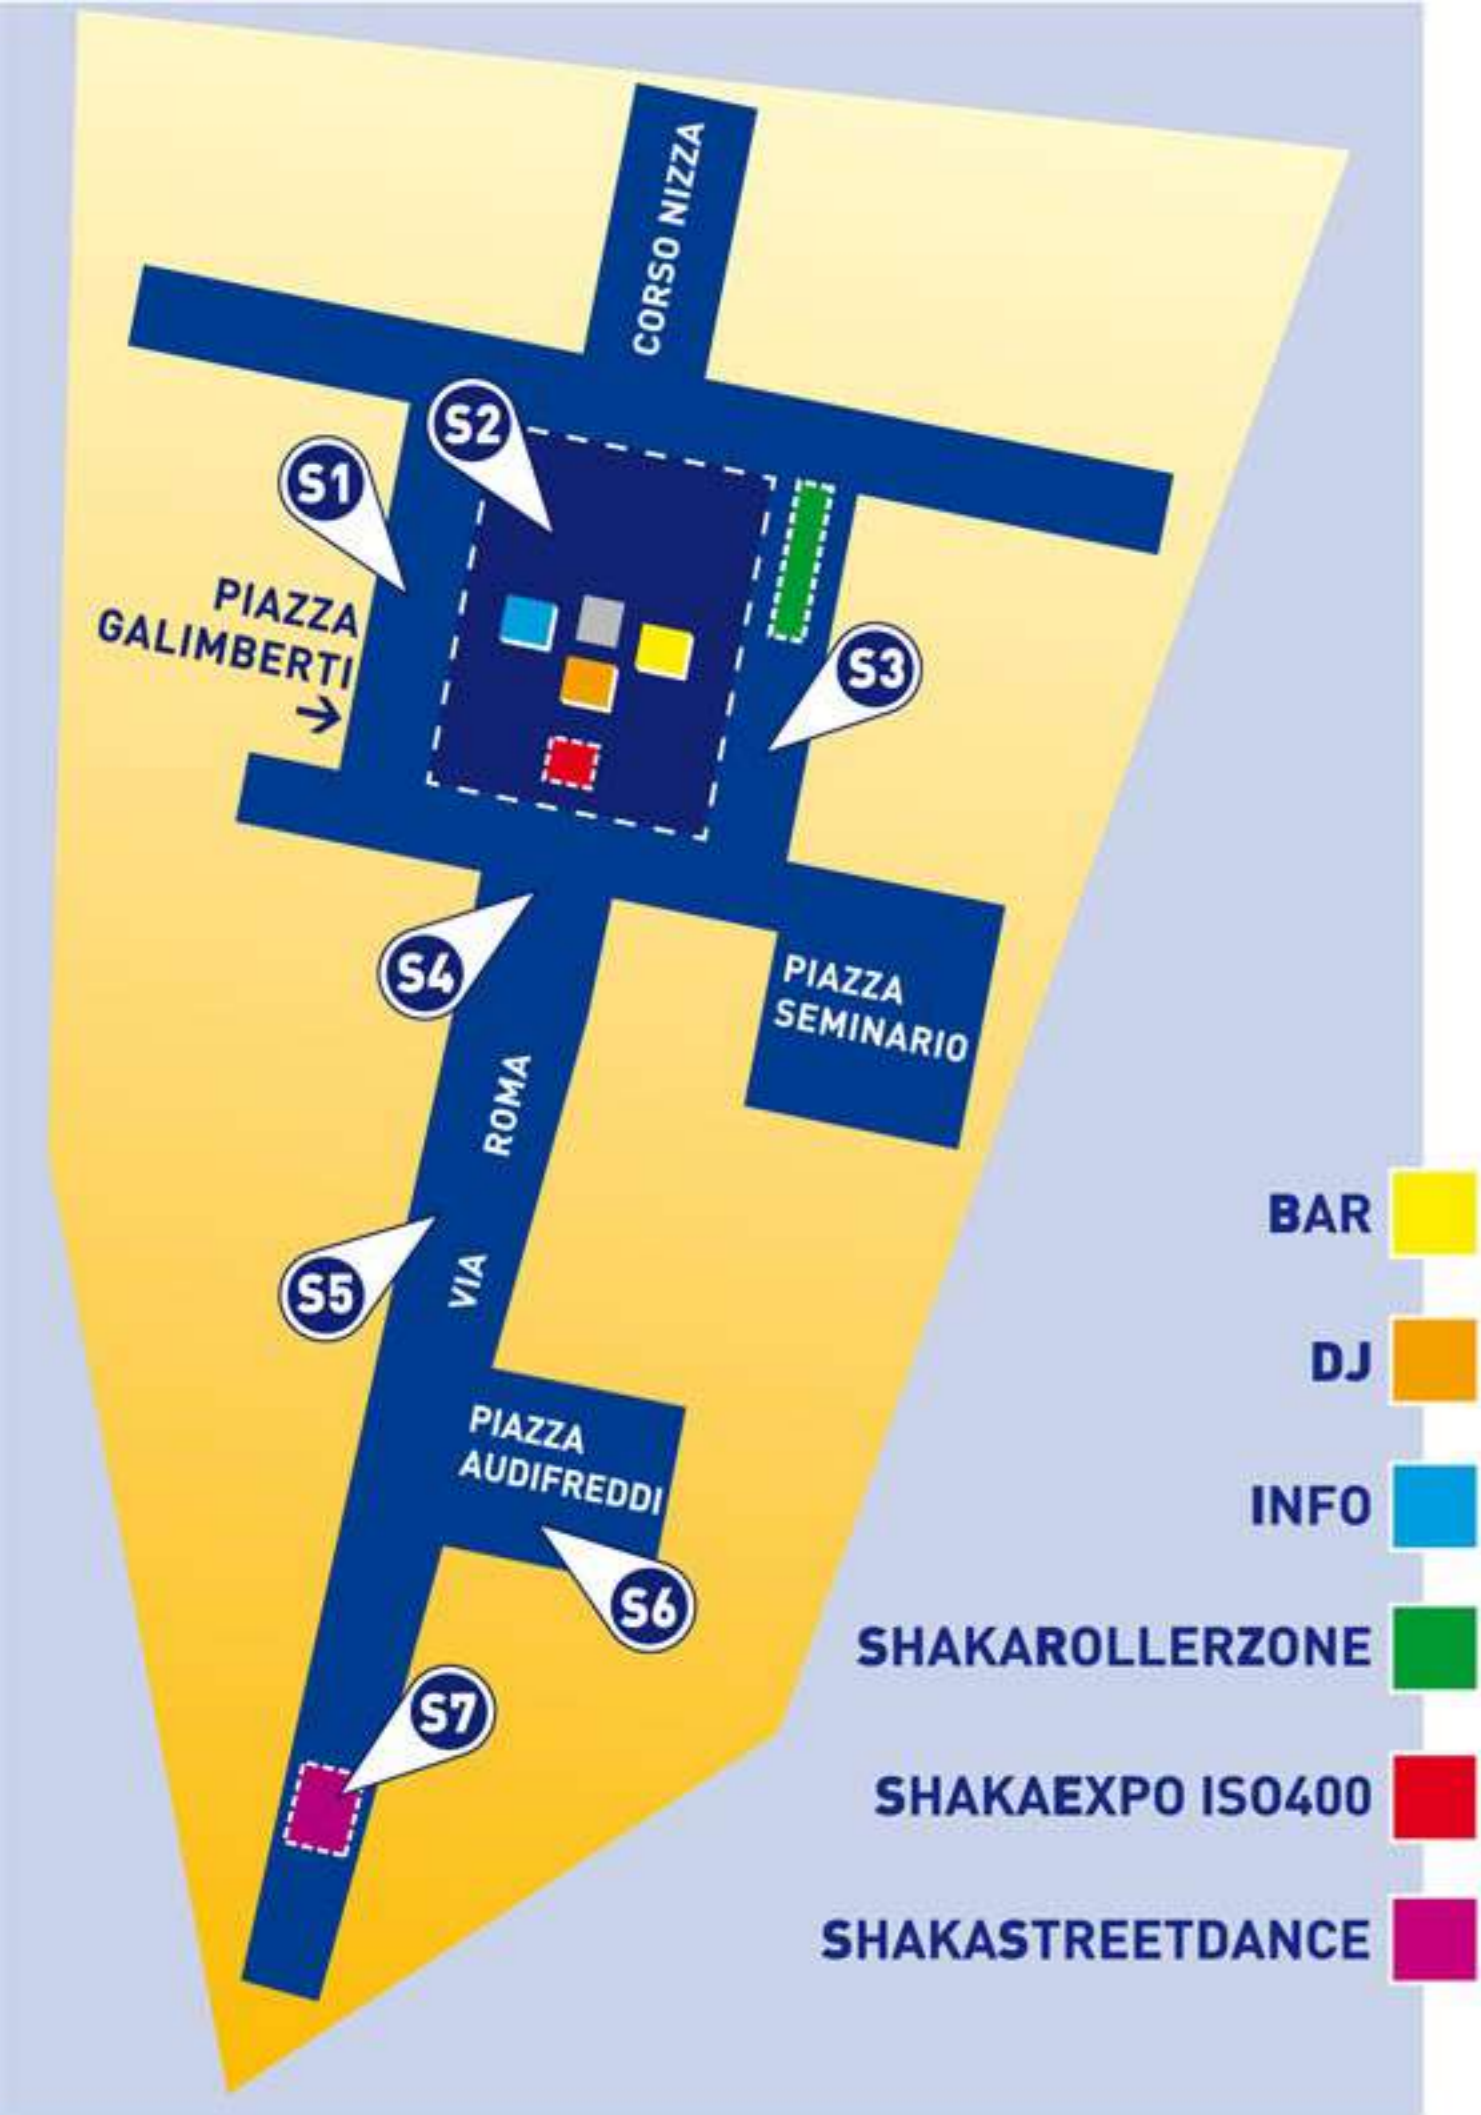 CORSO NIZZA
S2
S1
PIAZZA
GALIMBERTI
→
S3
S4
PIAZZA
SEMINARIO
VIA ROMA
S5
PIAZZA
AUDIFREDDI
S6
S7
BAR
DJ
INFO
SHAKAROLLERZONE
SHAKAEXPO ISO400
SHAKASTREETDANCE